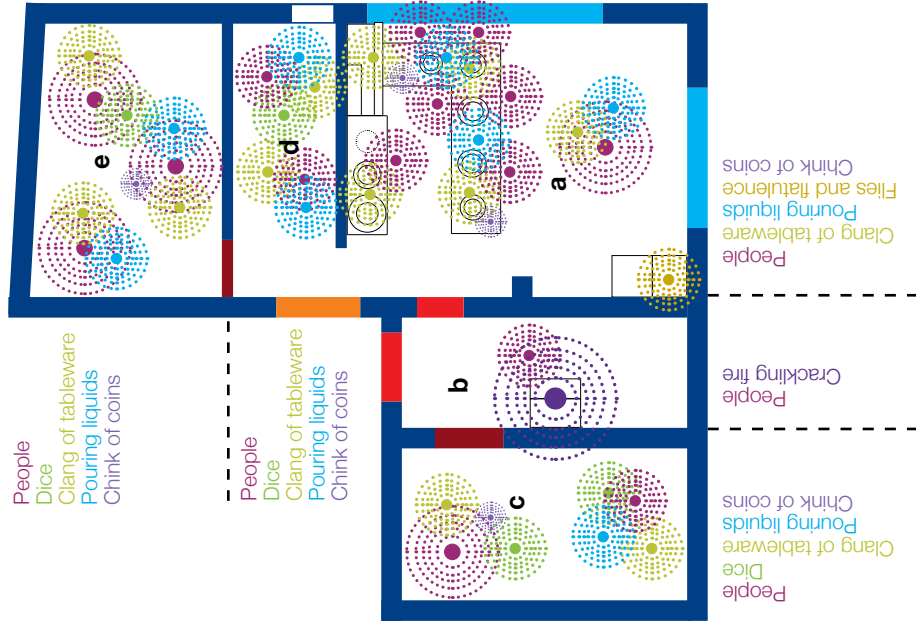 People
Dice
Clang of tableware
Pouring liquids
Chink of coins
People
Dice
Clang of tableware
Pouring liquids
Chink of coins
e
d
a
b
c
People
Clang of tableware
Pouring liquids
Flies and flatulence
Chink of coins
People
Crackling fire
People
Dice
Clang of tableware
Pouring liquids
Chink of coins